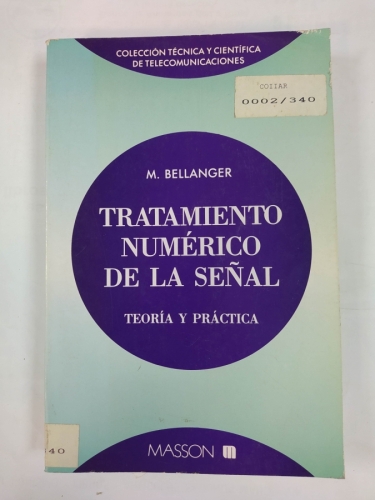 COLECCIÓN TÉCNICA Y CIENTÍFICA
DE TELECOMUNICACIONES
COIIAR
0002/340
M. BELLANGER
TRATAMIENTO
NUMÉRICO
DE LA SEÑAL
TEORÍA Y PRÁCTICA
40
MASSON